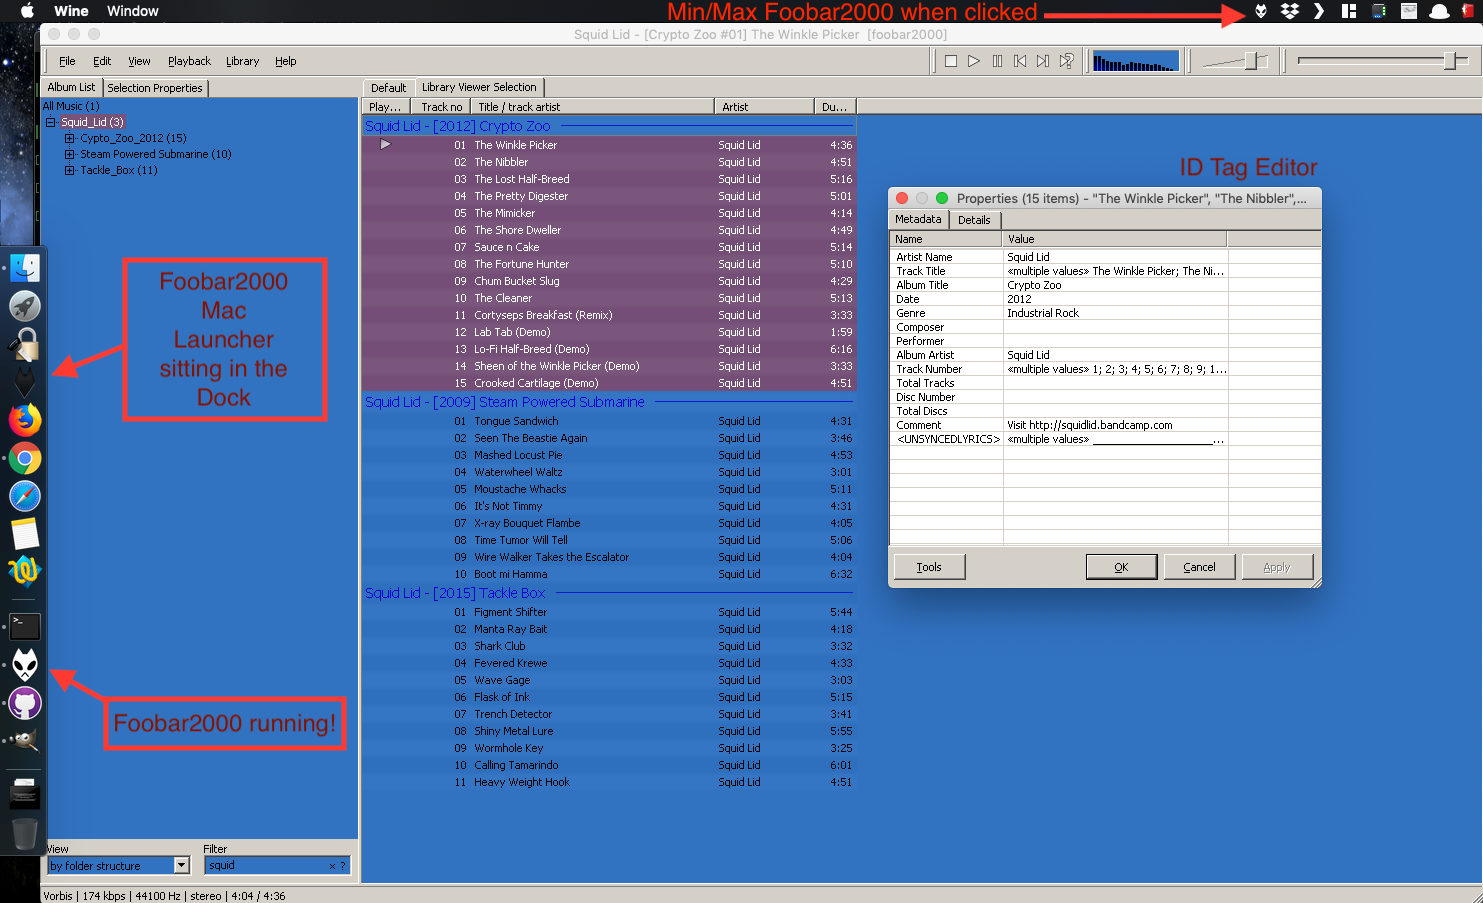 Wine Window
Min/Max Foobar2000 when clicked
Squid Lid - [Crypto Zoo #01] The Winkle Picker [foobar2000]
File Edit View Playback Library Help
Album List Selection Properties
All Music (1)
Squid_Lid (3)
Cypto_Zoo_2012 (15)
Steam Powered Submarine (10)
Tackle_Box (11)
Foobar2000
Mac
Launcher
sitting in the
Dock
Foobar2000 running!
View Filter
by folder structure squid × ?
Default Library Viewer Selection
Play... Track no Title / track artist Artist Du...
Squid Lid - [2012] Crypto Zoo
01 The Winkle Picker Squid Lid 4:36
02 The Nibbler Squid Lid 4:51
03 The Lost Half-Breed Squid Lid 5:16
04 The Pretty Digester Squid Lid 5:01
05 The Mimicker Squid Lid 4:14
06 The Shore Dweller Squid Lid 4:49
07 Sauce n Cake Squid Lid 5:14
08 The Fortune Hunter Squid Lid 5:10
09 Chum Bucket Slug Squid Lid 4:29
10 The Cleaner Squid Lid 5:13
11 Cortyseps Breakfast (Remix) Squid Lid 3:33
12 Lab Tab (Demo) Squid Lid 1:59
13 Lo-Fi Half-Breed (Demo) Squid Lid 6:16
14 Sheen of the Winkle Picker (Demo) Squid Lid 3:33
15 Crooked Cartilage (Demo) Squid Lid 4:51
Squid Lid - [2009] Steam Powered Submarine
01 Tongue Sandwich Squid Lid 4:31
02 Seen The Beastie Again Squid Lid 3:46
03 Mashed Locust Pie Squid Lid 4:53
04 Waterwheel Waltz Squid Lid 3:01
05 Moustache Whacks Squid Lid 5:11
06 It's Not Timmy Squid Lid 4:31
07 X-ray Bouquet Flambe Squid Lid 4:05
08 Time Tumor Will Tell Squid Lid 5:06
09 Wire Walker Takes the Escalator Squid Lid 4:04
10 Boot mi Hamma Squid Lid 6:32
Squid Lid - [2015] Tackle Box
01 Figment Shifter Squid Lid 5:44
02 Manta Ray Bait Squid Lid 4:18
03 Shark Club Squid Lid 3:32
04 Fevered Krewe Squid Lid 4:33
05 Wave Gage Squid Lid 3:03
06 Flask of Ink Squid Lid 5:15
07 Trench Detector Squid Lid 3:41
08 Shiny Metal Lure Squid Lid 5:55
09 Wormhole Key Squid Lid 3:25
10 Calling Tamarindo Squid Lid 6:01
11 Heavy Weight Hook Squid Lid 4:51
ID Tag Editor
Properties (15 items) - "The Winkle Picker", "The Nibbler",...
Metadata Details
Name Value
Artist Name Squid Lid
Track Title «multiple values» The Winkle Picker; The Ni...
Album Title Crypto Zoo
Date 2012
Genre Industrial Rock
Composer
Performer
Album Artist Squid Lid
Track Number «multiple values» 1; 2; 3; 4; 5; 6; 7; 8; 9; 1...
Total Tracks
Disc Number
Total Discs
Comment Visit http://squidlid.bandcamp.com
<UNSYNCEDLYRICS> «multiple values» ____________________...
Tools OK Cancel Apply
Vorbis | 174 kbps | 44100 Hz | stereo | 4:04 / 4:36